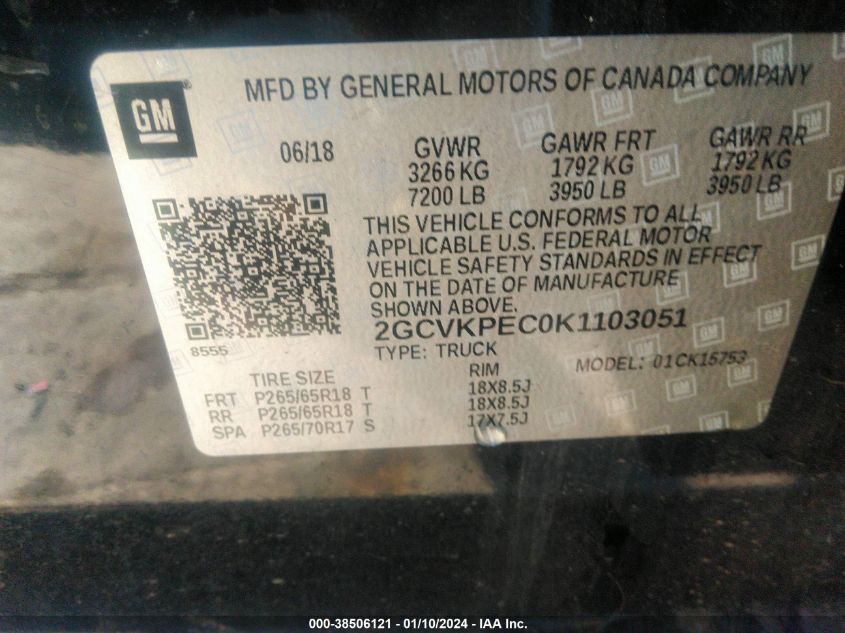 GM
MFD BY GENERAL MOTORS OF CANADA COMPANY
06/18 GVWR GAWR FRT GAWR RR
3266 KG 1792 KG 1792 KG
7200 LB 3950 LB 3950 LB
THIS VEHICLE CONFORMS TO ALL
APPLICABLE U.S. FEDERAL MOTOR
VEHICLE SAFETY STANDARDS IN EFFECT
ON THE DATE OF MANUFACTURE
SHOWN ABOVE.
8555
2GCVKPEC0K1103051
TYPE: TRUCK MODEL: 01CK15753
TIRE SIZE RIM
FRT P265/65R18 T 18X8.5J
RR P265/65R18 T 18X8.5J
SPA P265/70R17 S 17X7.5J
000-38506121 - 01/10/2024 - IAA Inc.